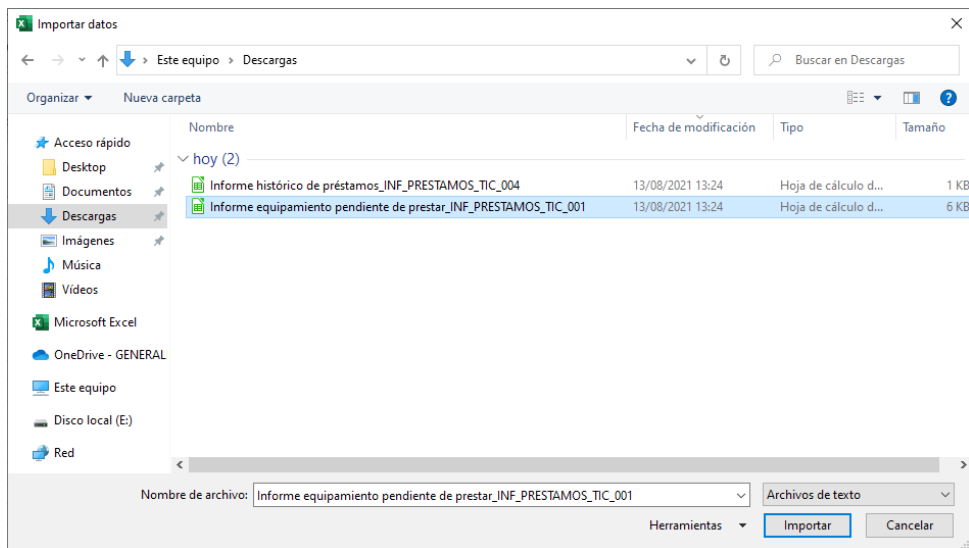 Importar datos
Este equipo > Descargas
Buscar en Descargas
Organizar
Nueva carpeta
Nombre
Fecha de modificación
Tipo
Tamaño
Acceso rápido
Desktop
Documentos
Descargas
Imágenes
Música
Vídeos
Microsoft Excel
OneDrive - GENERAL
Este equipo
Disco local (E:)
Red
hoy (2)
Informe histórico de préstamos_INF_PRESTAMOS_TIC_004 13/08/2021 13:24 Hoja de cálculo d... 1 KB
Informe equipamiento pendiente de prestar_INF_PRESTAMOS_TIC_001 13/08/2021 13:24 Hoja de cálculo d... 6 KB
Nombre de archivo: Informe equipamiento pendiente de prestar_INF_PRESTAMOS_TIC_001
Archivos de texto
Herramientas
Importar
Cancelar